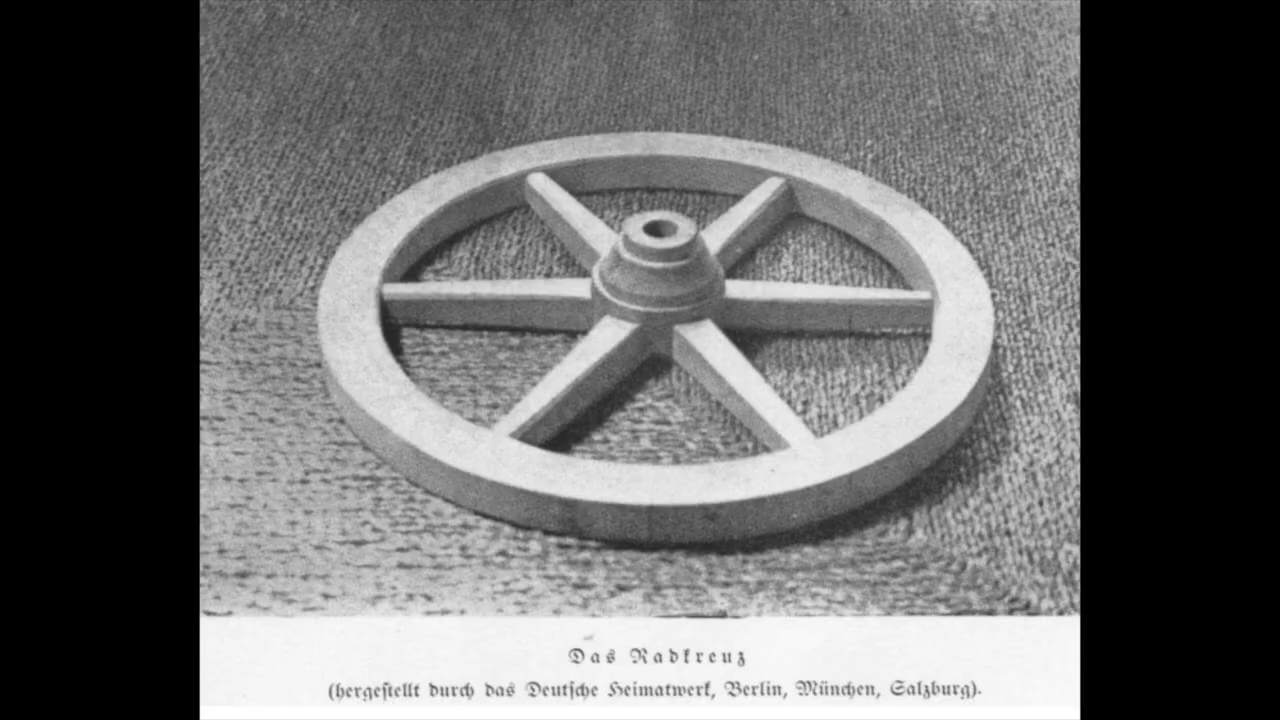 Das Radkreuz
(hergestellt durch das Deutsche Heimatwerk, Berlin, München, Salzburg).